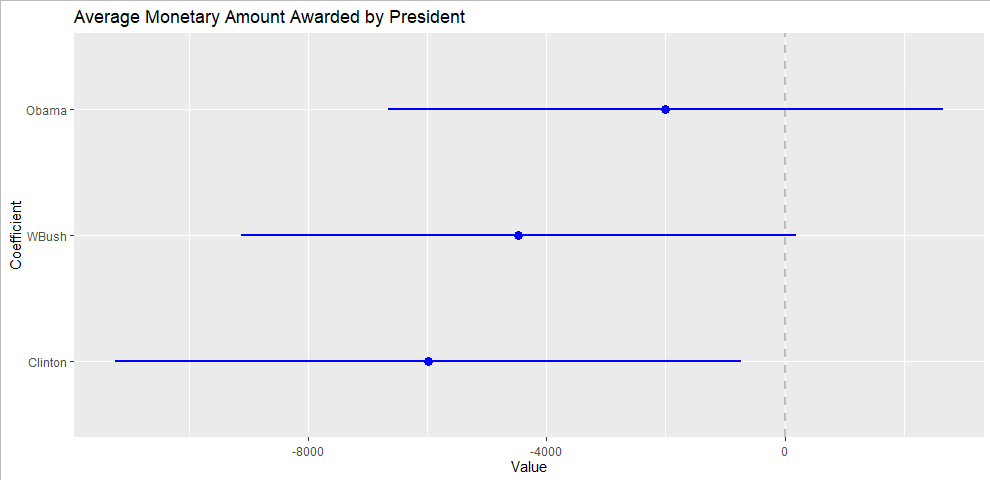 Average Monetary Amount Awarded by President
Coefficient
Obama
WBush
Clinton
-8000
-4000
0
Value